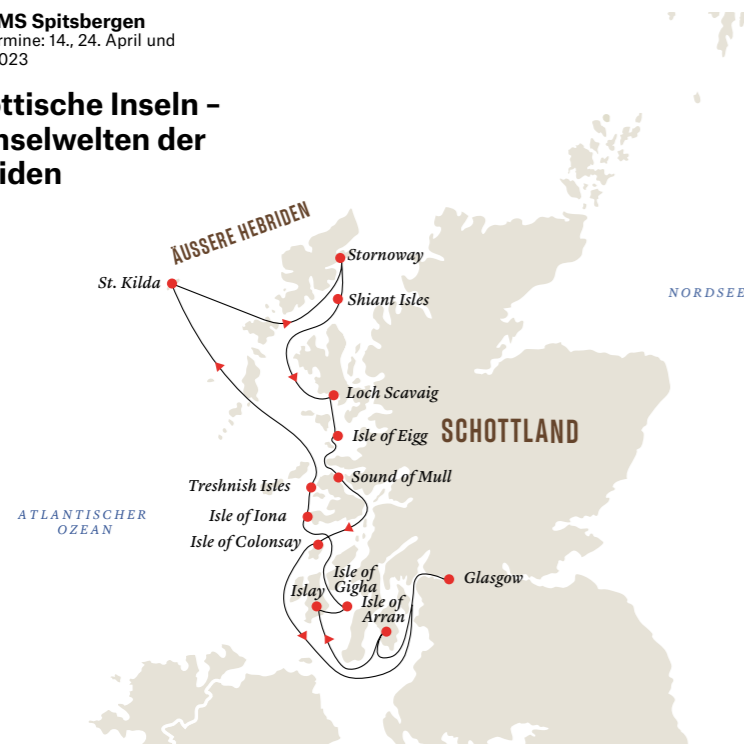 MS Spitsbergen
rmine: 14., 24. April und
023
ttische Inseln –
nselwelten der
iden
ÄUSSERE HEBRIDEN
Stornoway
St. Kilda
Shiant Isles
NORDSEE
Loch Scavaig
Isle of Eigg
SCHOTTLAND
Sound of Mull
Treshnish Isles
ATLANTISCHER
OZEAN
Isle of Iona
Isle of Colonsay
Isle of
Gigha
Glasgow
Islay
Isle of
Arran